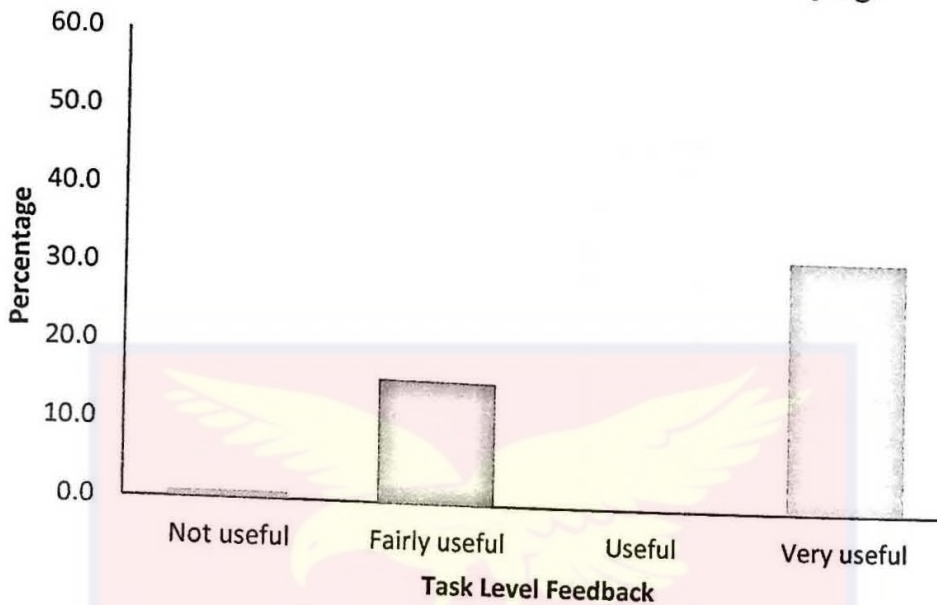 60.0
50.0
40.0
30.0
20.0
10.0
0.0
Percentage
Not useful
Fairly useful
Useful
Very useful
Task Level Feedback